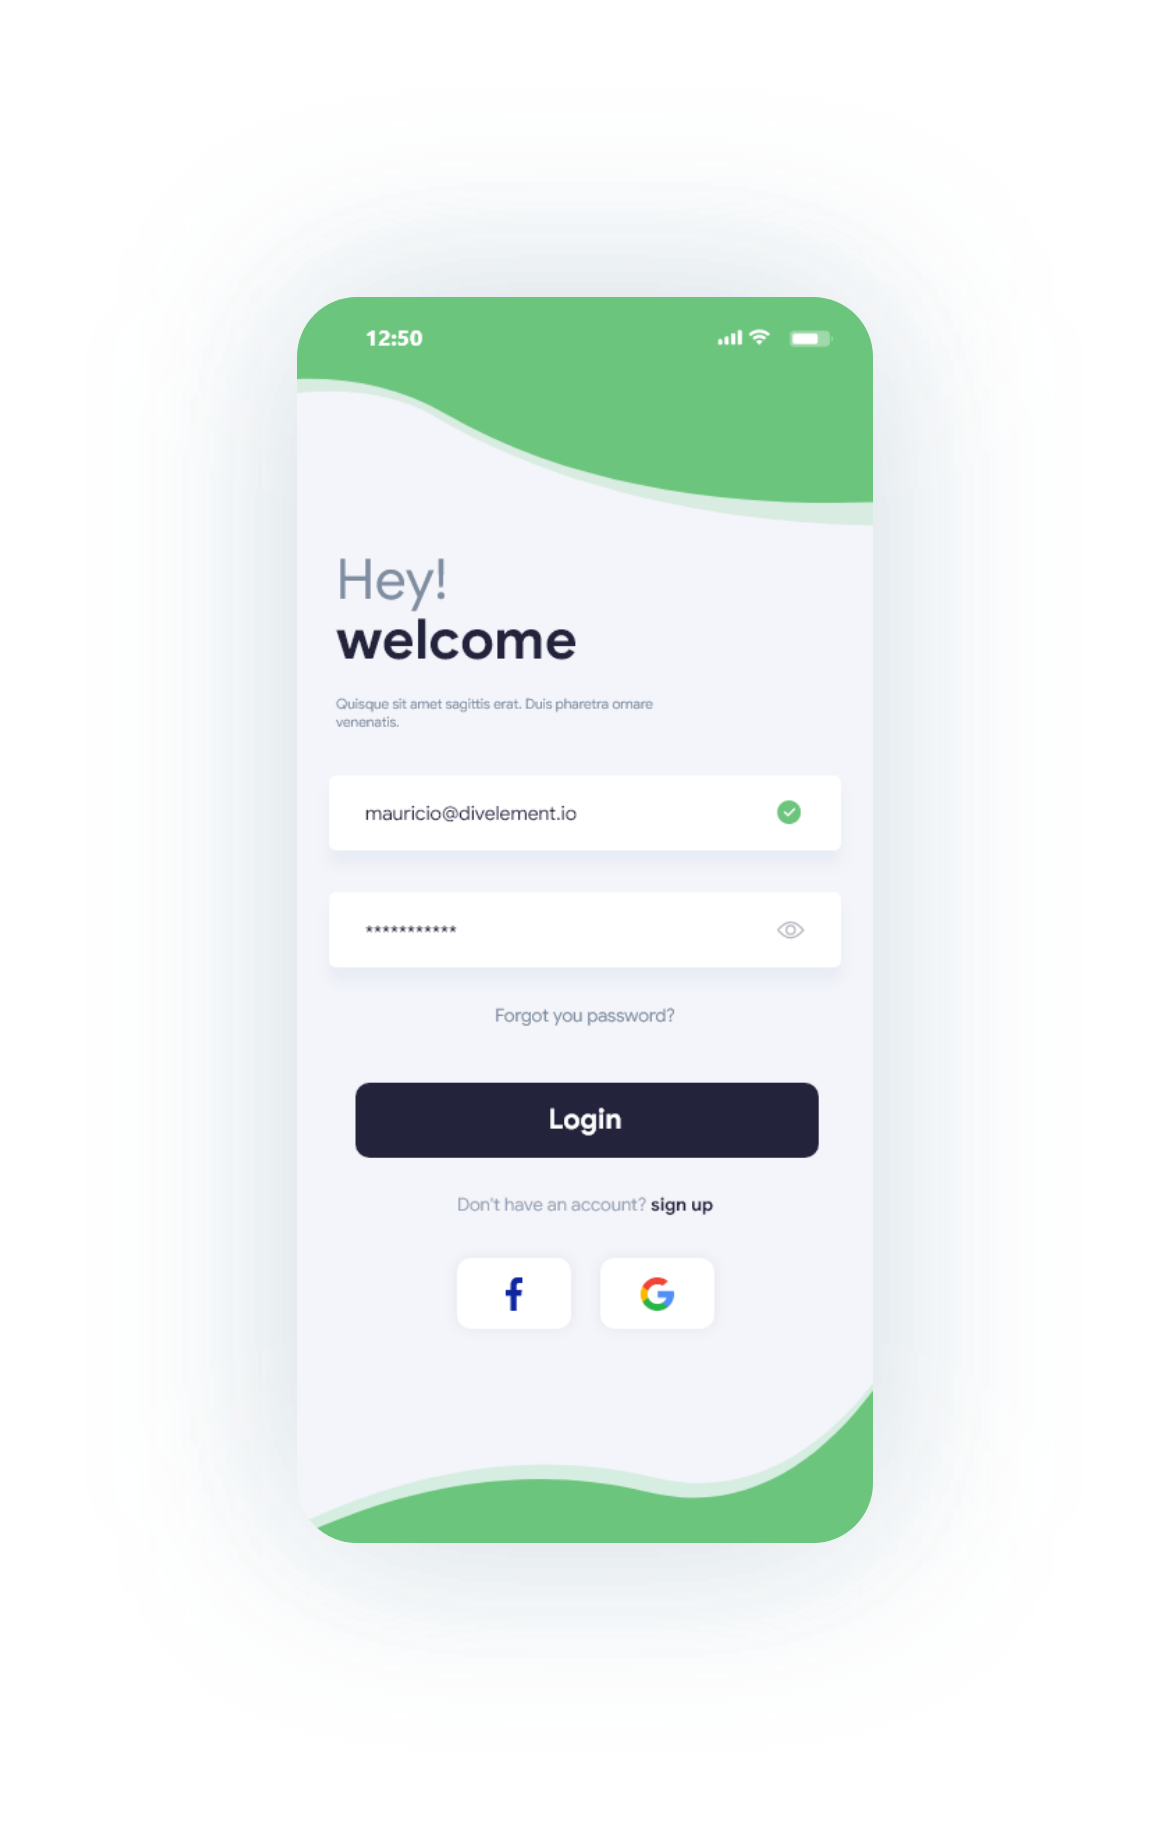 12:50
Hey!
welcome
Quisque sit amet sagittis erat. Duis pharetra ornare
venenatis.
mauricio@divelement.io
***********
Forgot you password?
Login
Don't have an account? sign up